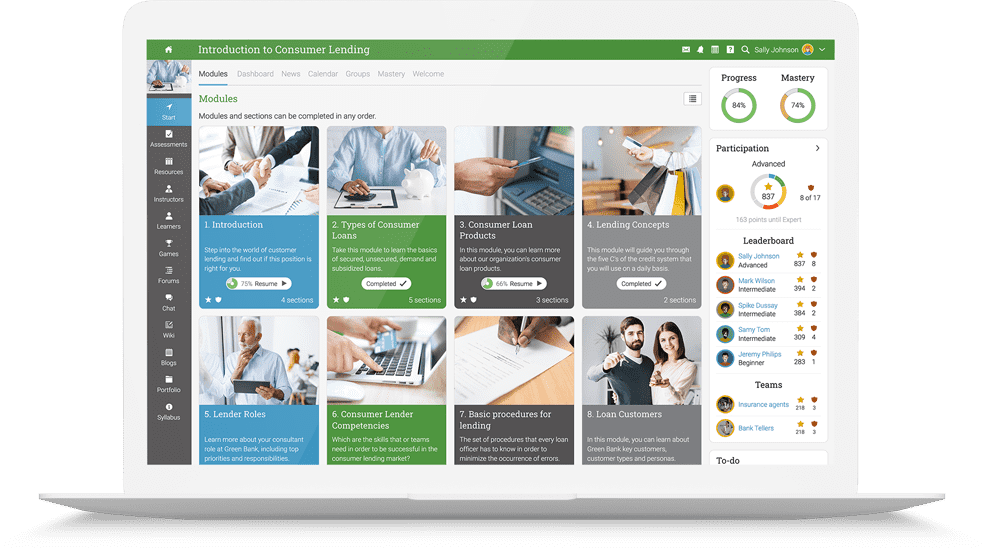 Introduction to Consumer Lending
Sally Johnson
Start
Assessments
Resources
Instructors
Learners
Games
Forums
Chat
Wiki
Blogs
Portfolio
Syllabus
Modules Dashboard News Calendar Groups Mastery Welcome
Modules
Modules and sections can be completed in any order.
1. Introduction
Step into the world of customer
lending and find out if this position is
right for you.
75% Resume
4 sections
2. Types of Consumer
Loans
Take this module to learn the basics
of secured, unsecured, demand and
subsidized loans.
Completed
5 sections
3. Consumer Loan
Products
In this module, you can learn more
about our organization's consumer
loan products.
66% Resume
3 sections
4. Lending Concepts
This module will guide you through
the five C's of the credit system that
you will use on a daily basis.
Completed
2 sections
5. Lender Roles
Learn more about your consultant
role at Green Bank, including top
priorities and responsibilities.
6. Consumer Lender
Competencies
Which are the skills that or teams
need in order to be successful in the
consumer lending market?
7. Basic procedures for
lending
The set of procedures that every loan
officer has to know in order to
minimize the occurrence of errors.
8. Loan Customers
In this module, you can learn about
Green Bank key customers,
customer types and personas.
Progress Mastery
84% 74%
Participation
Advanced
837
8 of 17
163 points until Expert
Leaderboard
Sally Johnson
Advanced 837 8
Mark Wilson
Intermediate 394 2
Spike Dussay
Intermediate 384 2
Samy Tom
Intermediate 309 4
Jeremy Philips
Beginner 283 1
Teams
Insurance agents 218 3
Bank Tellers 218 3
To-do